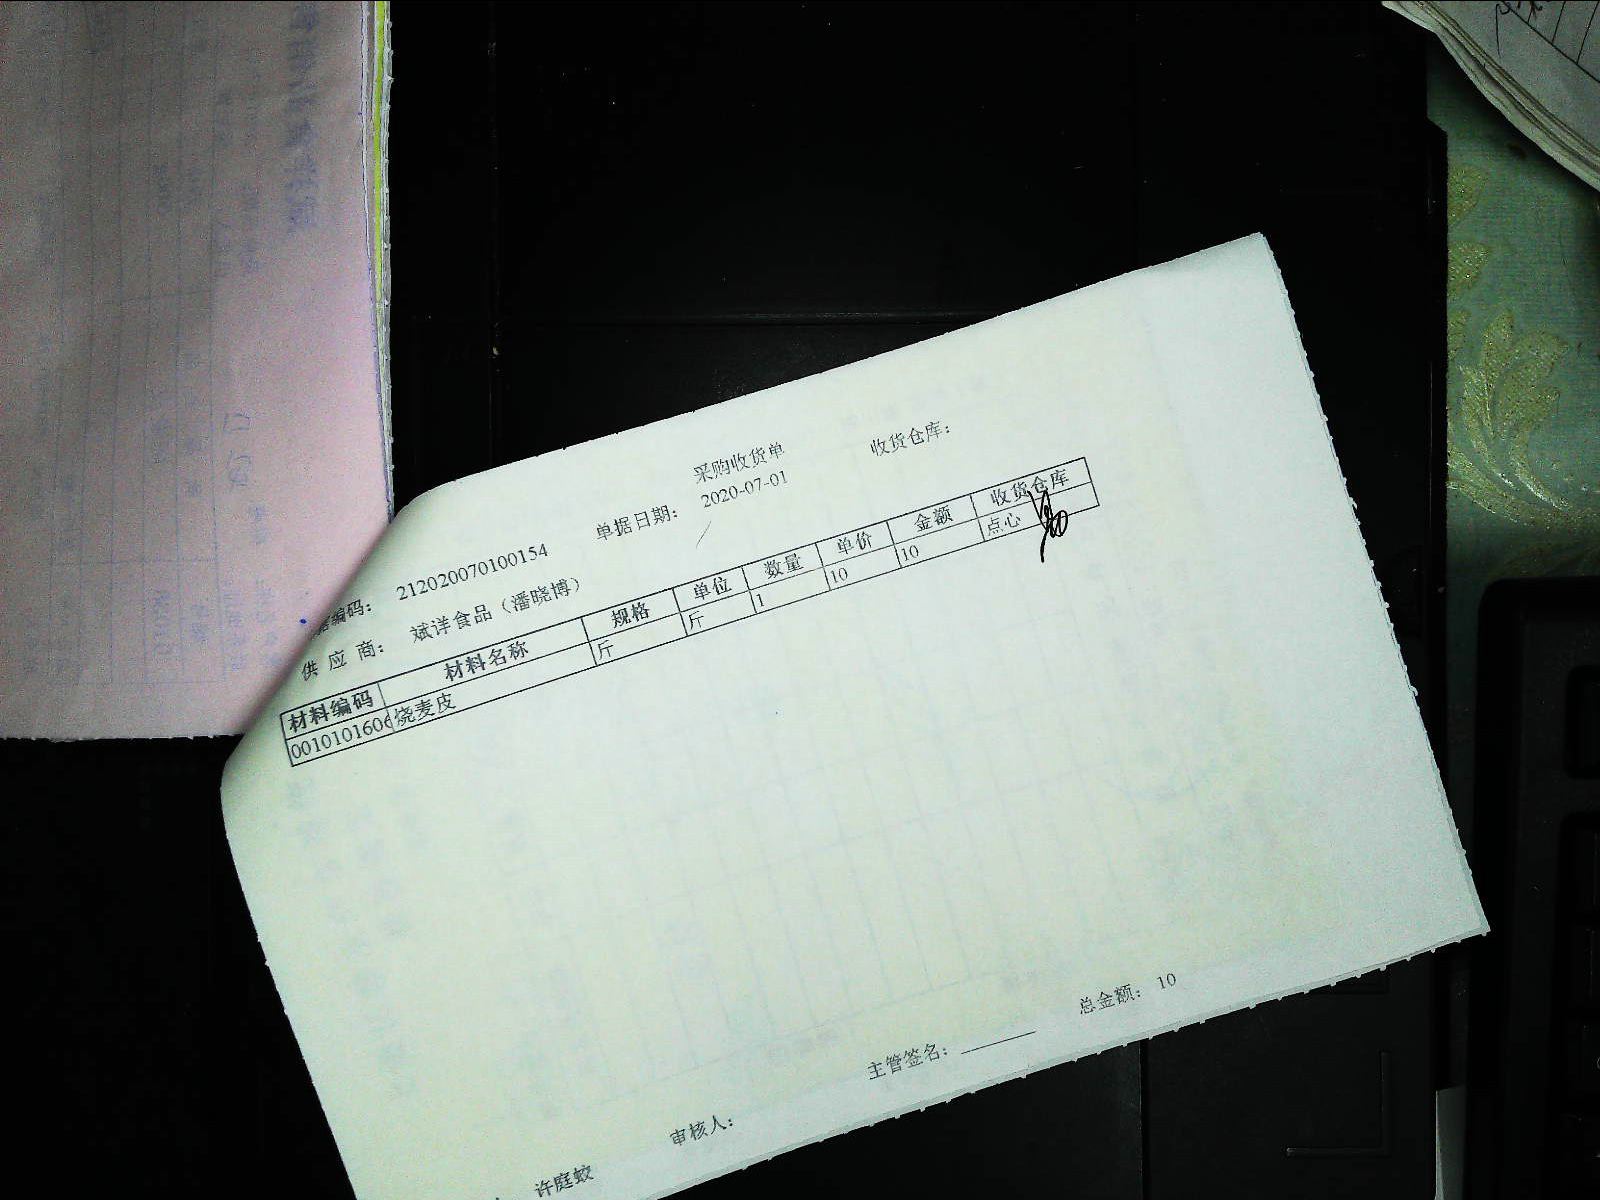 采购收货单
收货仓库：
编码： 212020070100154 单据日期： 2020-07-01
供 应 商： 斌洋食品（潘晓博）
材料编码 材料名称 规格 单位 数量 单价 金额 收货仓库
001010160 烧麦皮 斤 斤 1 10 10 点心
许庭蛟 审核人： 主管签名： 总金额： 10